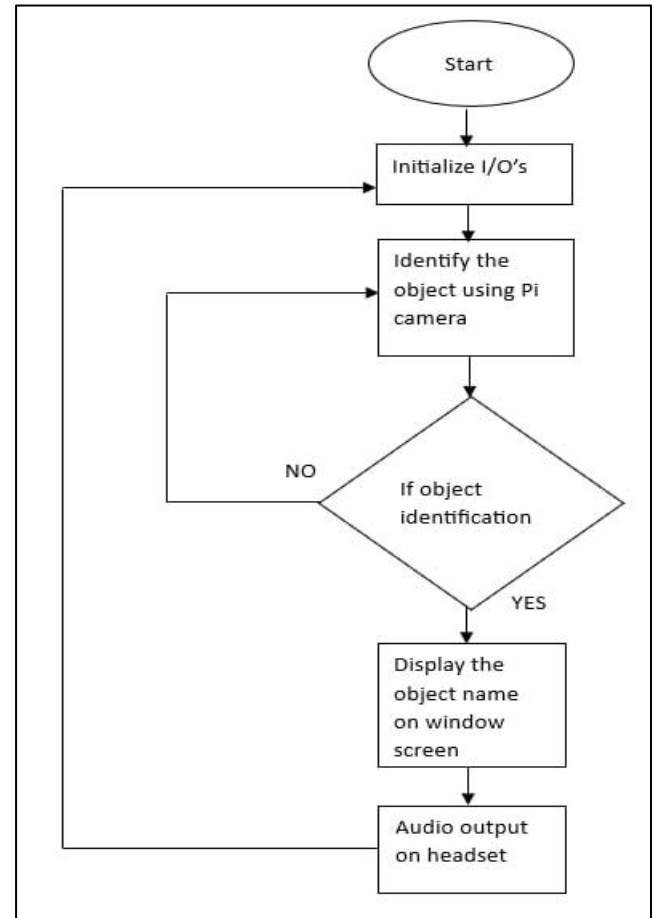 Start
Initialize I/O's
Identify the
object using Pi
camera
NO
If object
identification
YES
Display the
object name
on window
screen
Audio output
on headset